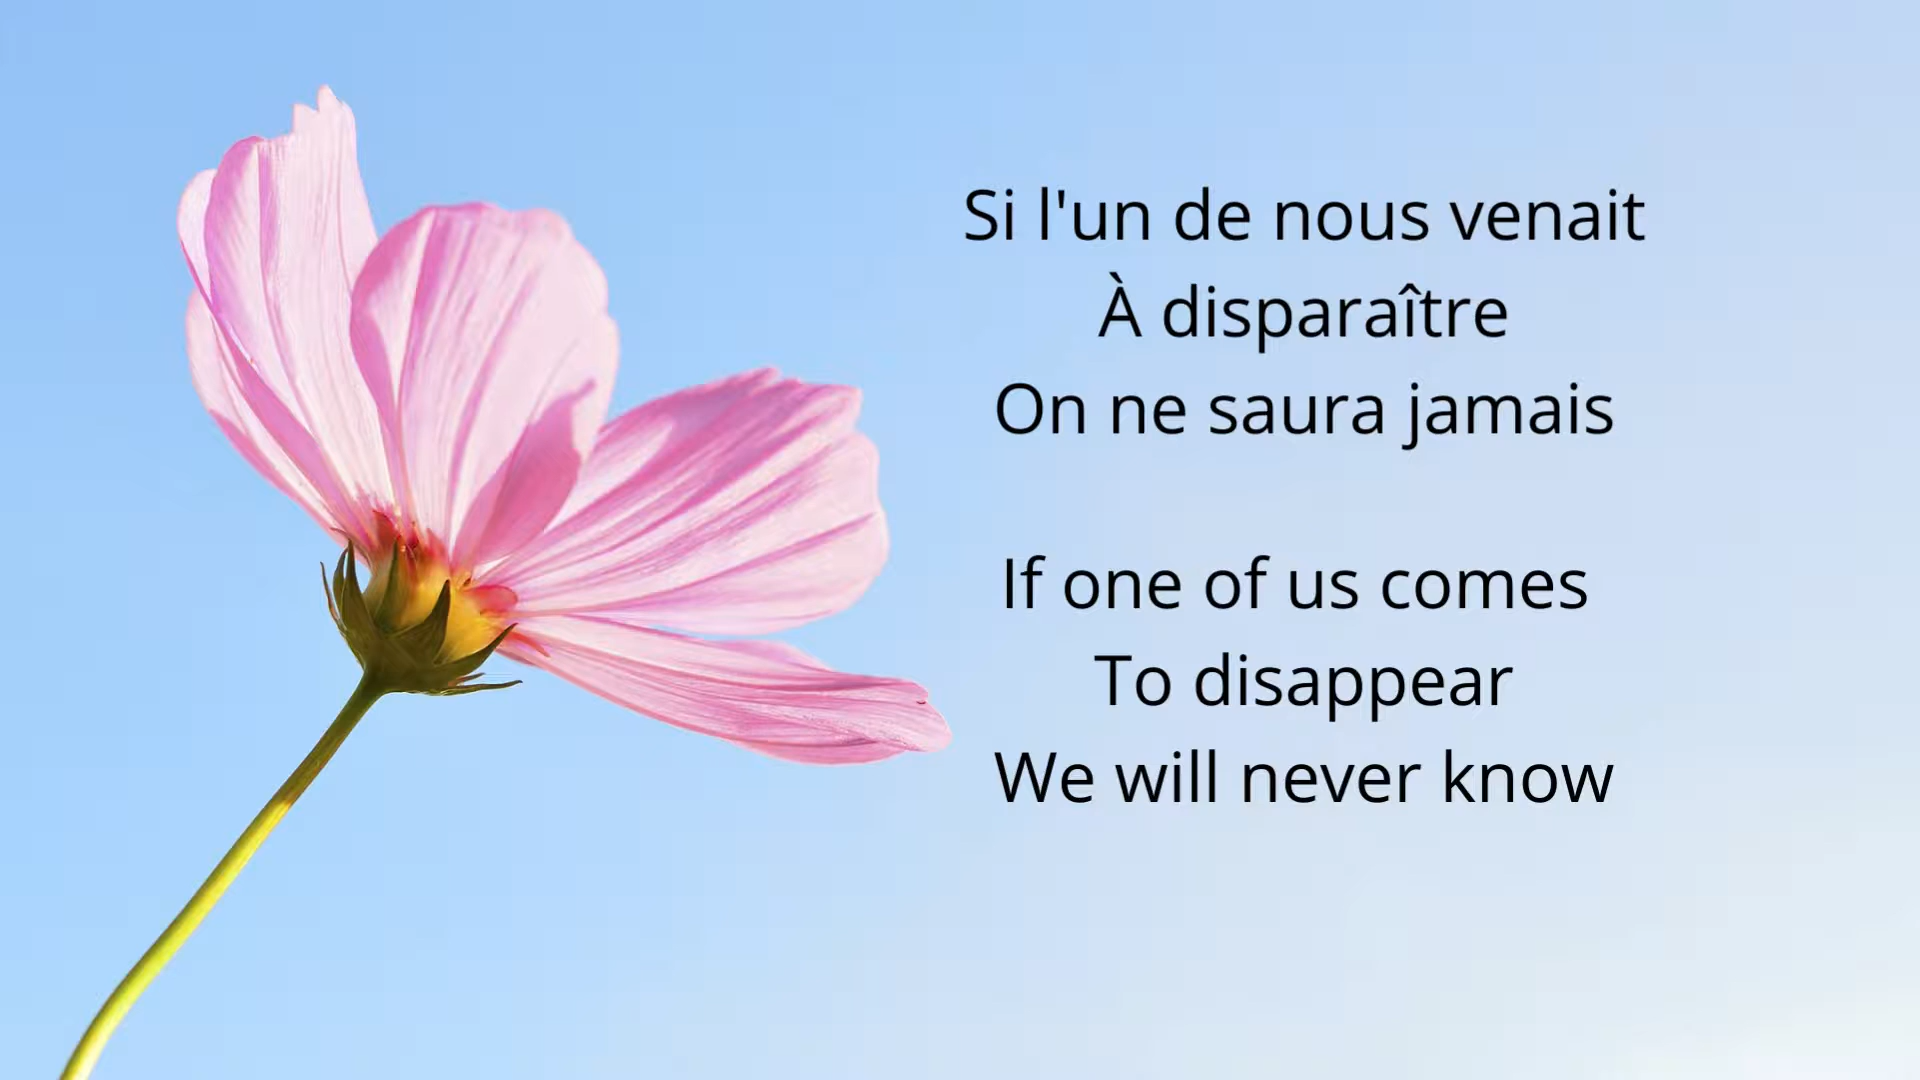 Si l'un de nous venait
À disparaître
On ne saura jamais
If one of us comes
To disappear
We will never know